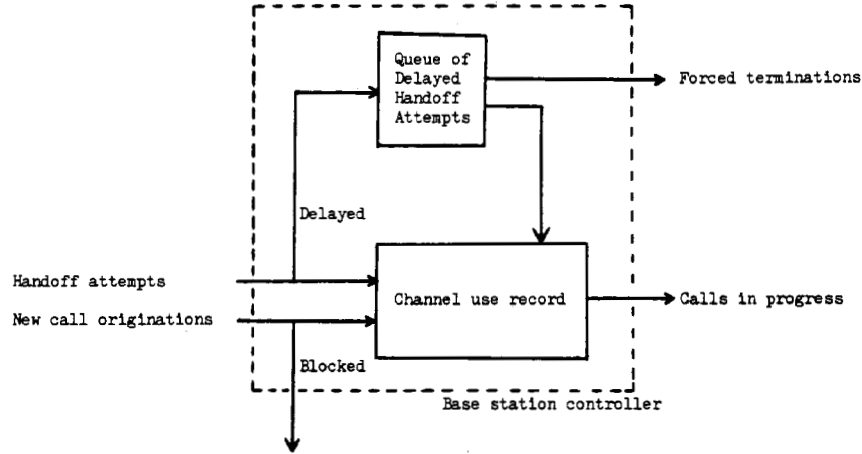 Queue of
Delayed
Handoff
Attempts
Forced terminations
Delayed
Handoff attempts
New call originations
Channel use record
Calls in progress
Blocked
Base station controller